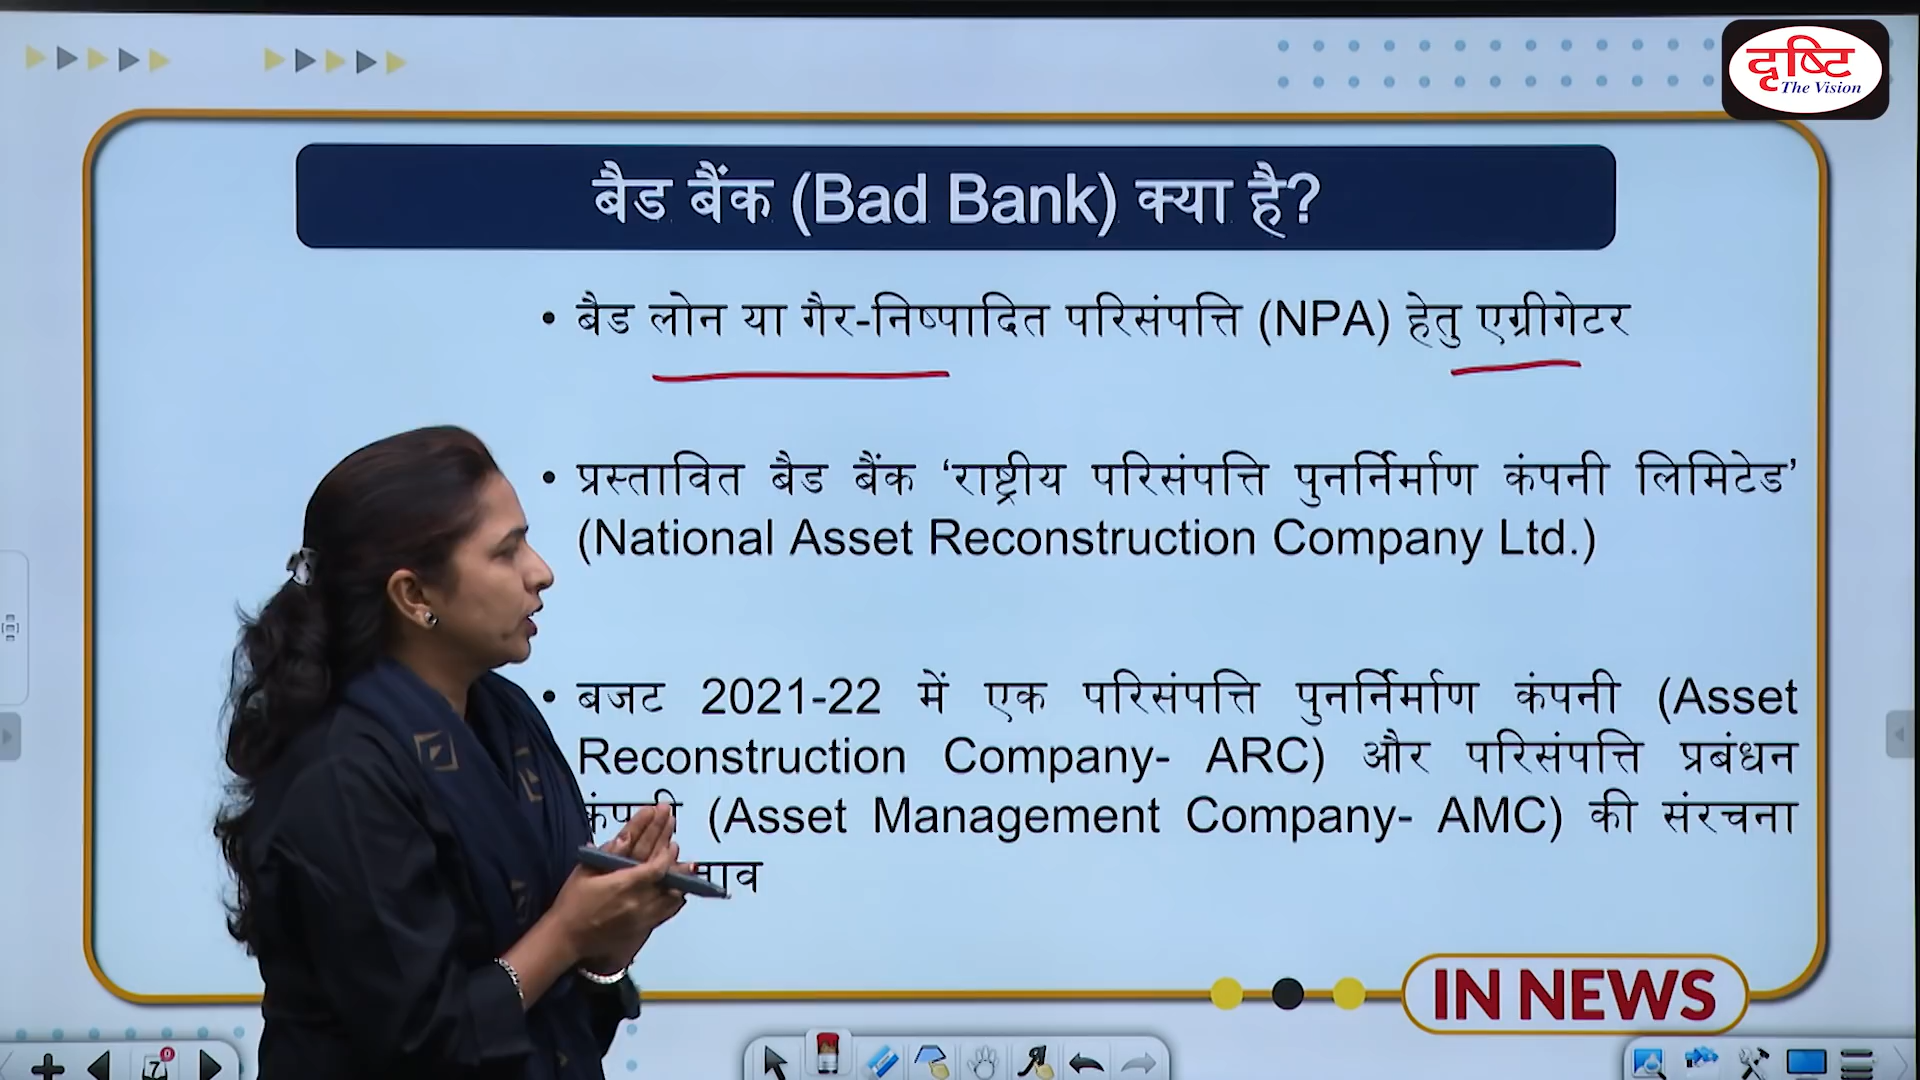 दृष्टि
The Vision
बैड बैंक (Bad Bank) क्या है?
• बैड लोन या गैर-निष्पादित परिसंपत्ति (NPA) हेतु एग्रीगेटर
• प्रस्तावित बैड बैंक ‘राष्ट्रीय परिसंपत्ति पुनर्निर्माण कंपनी लिमिटेड’
(National Asset Reconstruction Company Ltd.)
• बजट 2021-22 में एक परिसंपत्ति पुनर्निर्माण कंपनी (Asset
Reconstruction Company- ARC) और परिसंपत्ति प्रबंधन
(Asset Management Company- AMC) की संरचना
IN NEWS
7
0